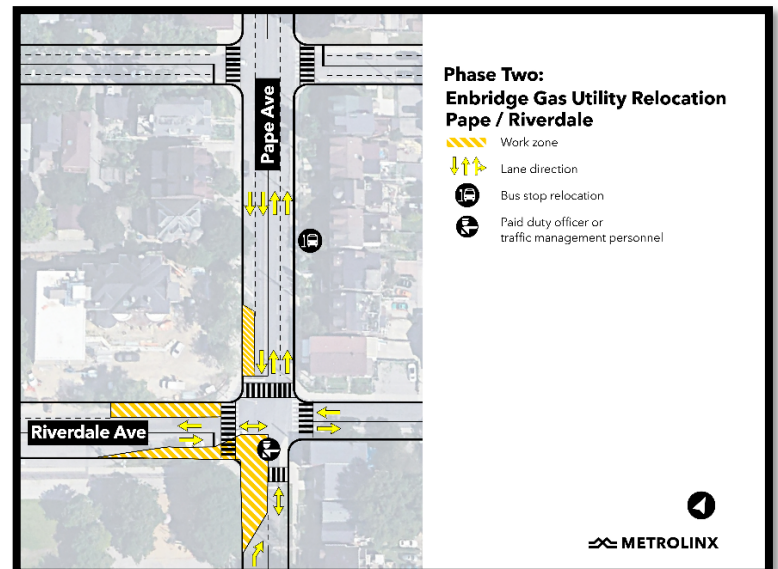 Pape Ave
Riverdale Ave
Phase Two:
Enbridge Gas Utility Relocation
Pape / Riverdale
Work zone
Lane direction
Bus stop relocation
Paid duty officer or
traffic management personnel
METROLINX